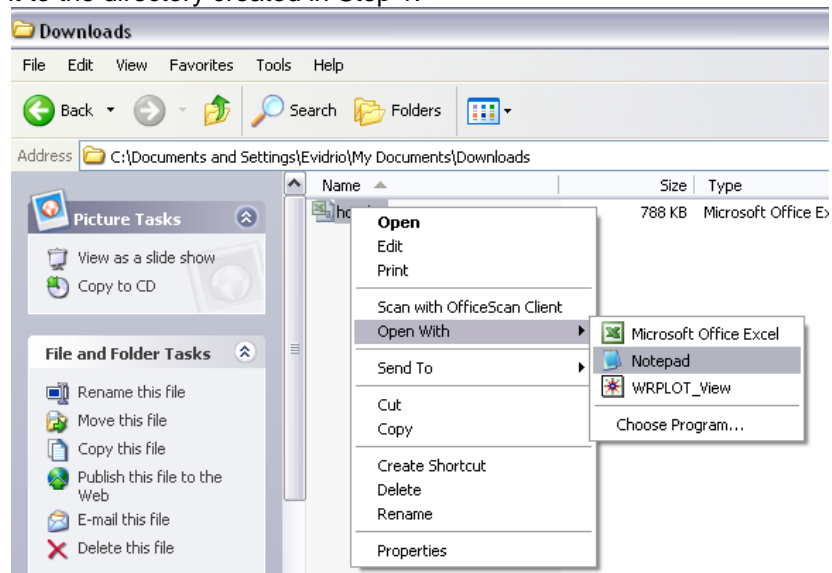 it to the directory created in Step 1.
Downloads
File Edit View Favorites Tools Help
Back Search Folders
Address C:\Documents and Settings\Evidrio\My Documents\Downloads
Name Size Type
788 KB Microsoft Office Ex
Picture Tasks
View as a slide show
Copy to CD
File and Folder Tasks
Rename this file
Move this file
Copy this file
Publish this file to the
Web
E-mail this file
Delete this file
Open
Edit
Print
Scan with OfficeScan Client
Open With
Send To
Cut
Copy
Create Shortcut
Delete
Rename
Properties
Microsoft Office Excel
Notepad
WRPLOT_View
Choose Program...